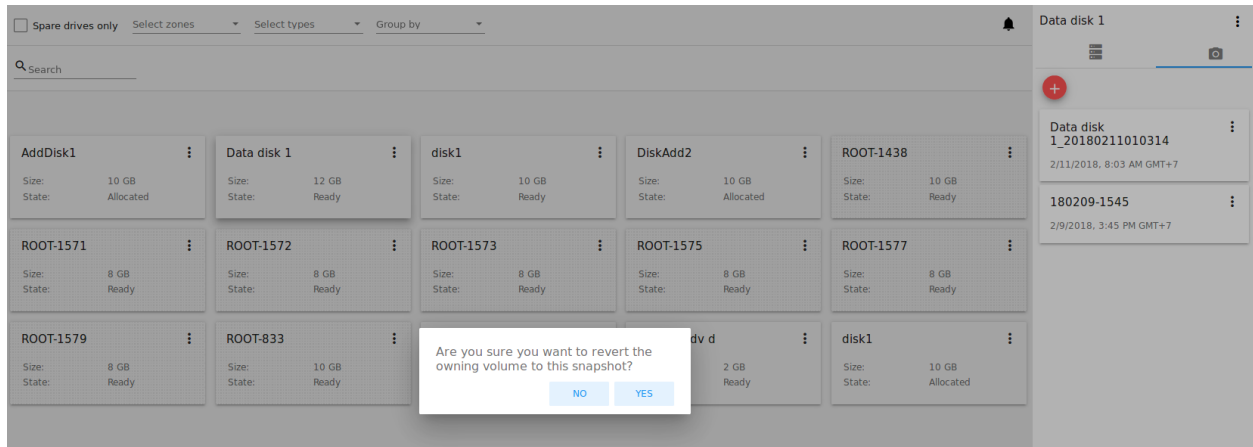 Spare drives only Select zones Select types Group by
Search
AddDisk1
Size: 10 GB
State: Allocated
Data disk 1
Size: 12 GB
State: Ready
disk1
Size: 10 GB
State: Ready
DiskAdd2
Size: 10 GB
State: Allocated
ROOT-1438
Size: 10 GB
State: Ready
ROOT-1571
Size: 8 GB
State: Ready
ROOT-1572
Size: 8 GB
State: Ready
ROOT-1573
Size: 8 GB
State: Ready
ROOT-1575
Size: 8 GB
State: Ready
ROOT-1577
Size: 8 GB
State: Ready
ROOT-1579
Size: 8 GB
State: Ready
ROOT-833
Size: 10 GB
State: Ready
dv d
2 GB
Ready
disk1
Size: 10 GB
State: Allocated
Are you sure you want to revert the
owning volume to this snapshot?
NO YES
Data disk 1
Data disk
1_20180211010314
2/11/2018, 8:03 AM GMT+7
180209-1545
2/9/2018, 3:45 PM GMT+7